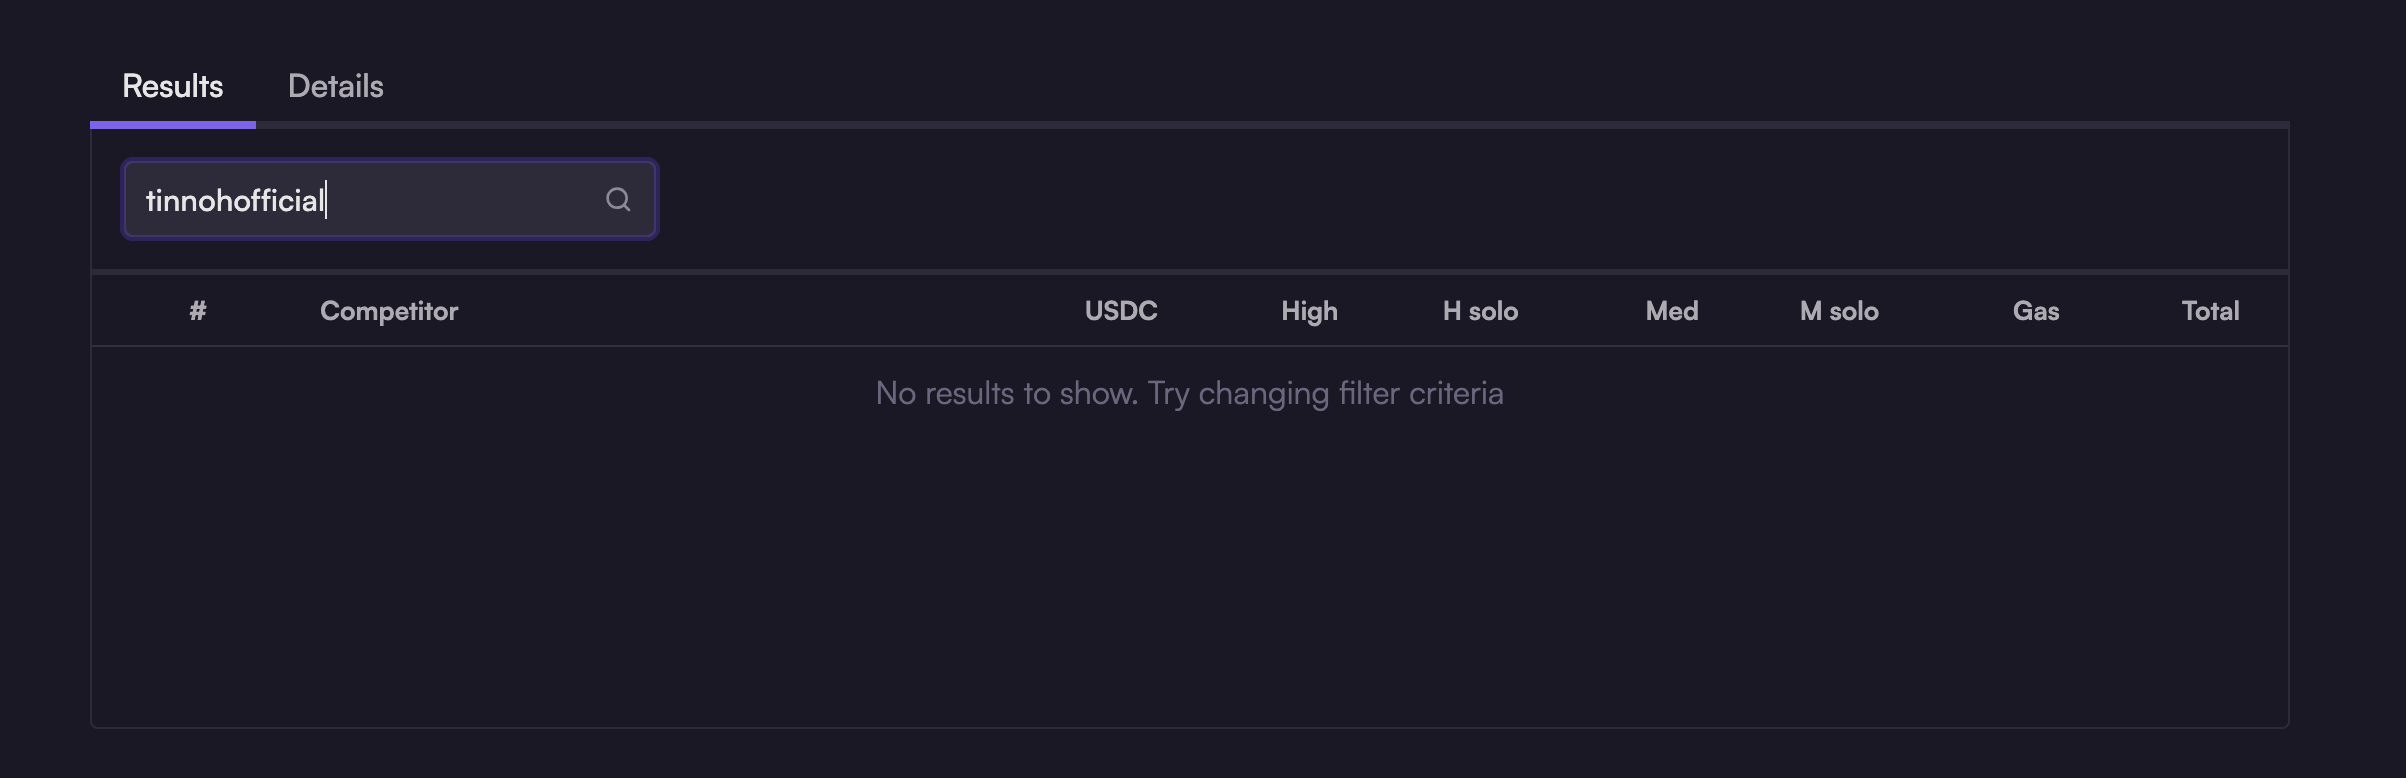 Results Details
tinnohofficial
# Competitor USDC High H solo Med M solo Gas Total
No results to show. Try changing filter criteria